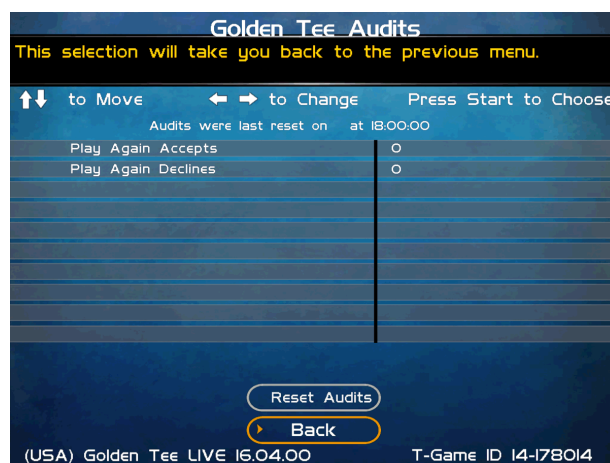 Golden Tee Audits
This selection will take you back to the previous menu.
to Move to Change Press Start to Choose
Audits were last reset on at 18:00:00
Play Again Accepts 0
Play Again Declines 0
Reset Audits
Back
(USA) Golden Tee LIVE 16.04.00 T-Game ID 14-178014